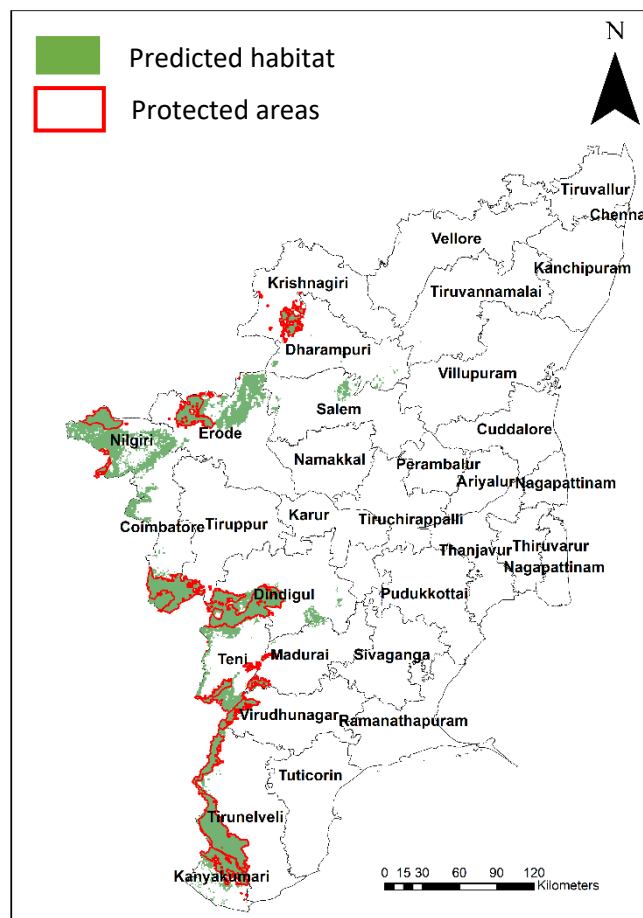 Predicted habitat
Protected areas
N
Tiruvallur
Chenna
Vellore
Kanchipuram
Krishnagiri
Tiruvannamalai
Dharampuri
Villupuram
Salem
Cuddalore
Erode
Nilgiri
Namakkal
Perambalur
Ariyalur
Nagapattinam
Coimbatore
Tiruppur
Karur
Tiruchirappalli
Thanjavur
Thiruvarur
Nagapattinam
Dindigul
Pudukkottai
Teni
Madurai
Sivaganga
Virudhunagar
Ramanathapuram
Tuticorin
Tirunelveli
Kanyakumari
0 15 30 60 90 120
Kilometers